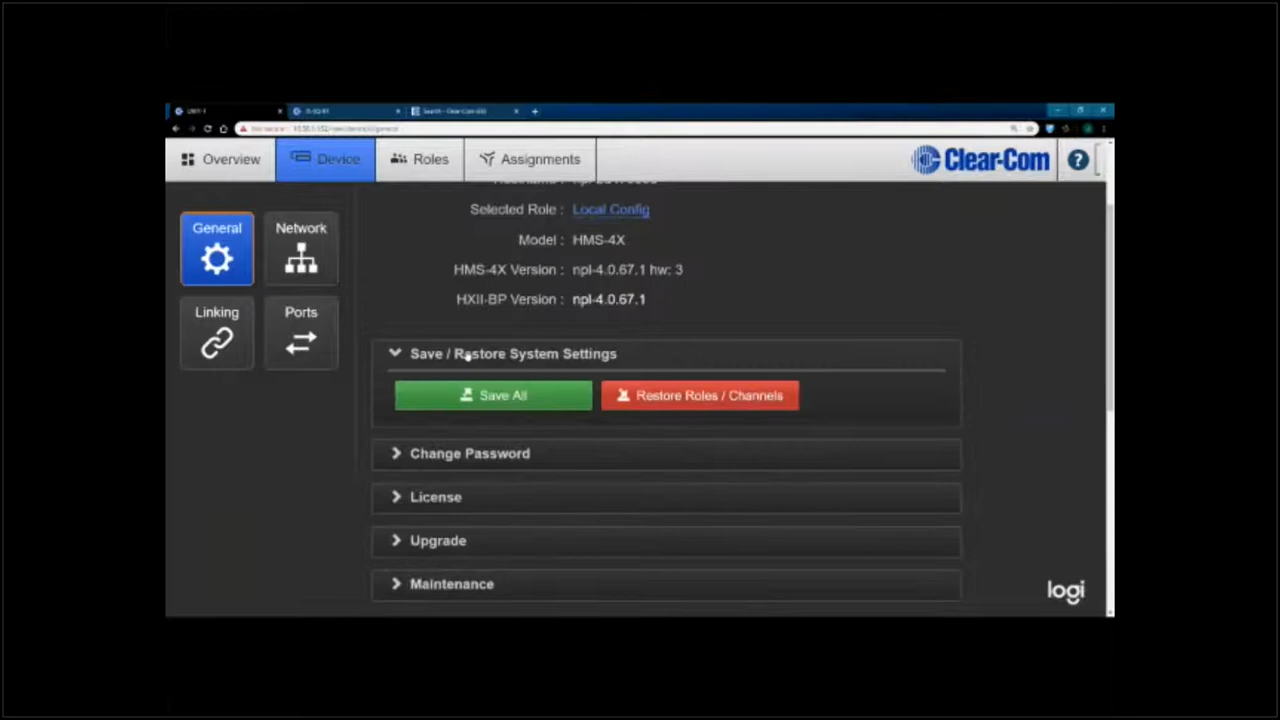 Overview
Device
Roles
Assignments
Clear-Com
?
General
Network
Linking
Ports
Selected Role : Local Config
Model : HMS-4X
HMS-4X Version : npl-4.0.67.1 hw: 3
HXII-BP Version : npl-4.0.67.1
Save / Restore System Settings
Save All
Restore Roles / Channels
Change Password
License
Upgrade
Maintenance
logi